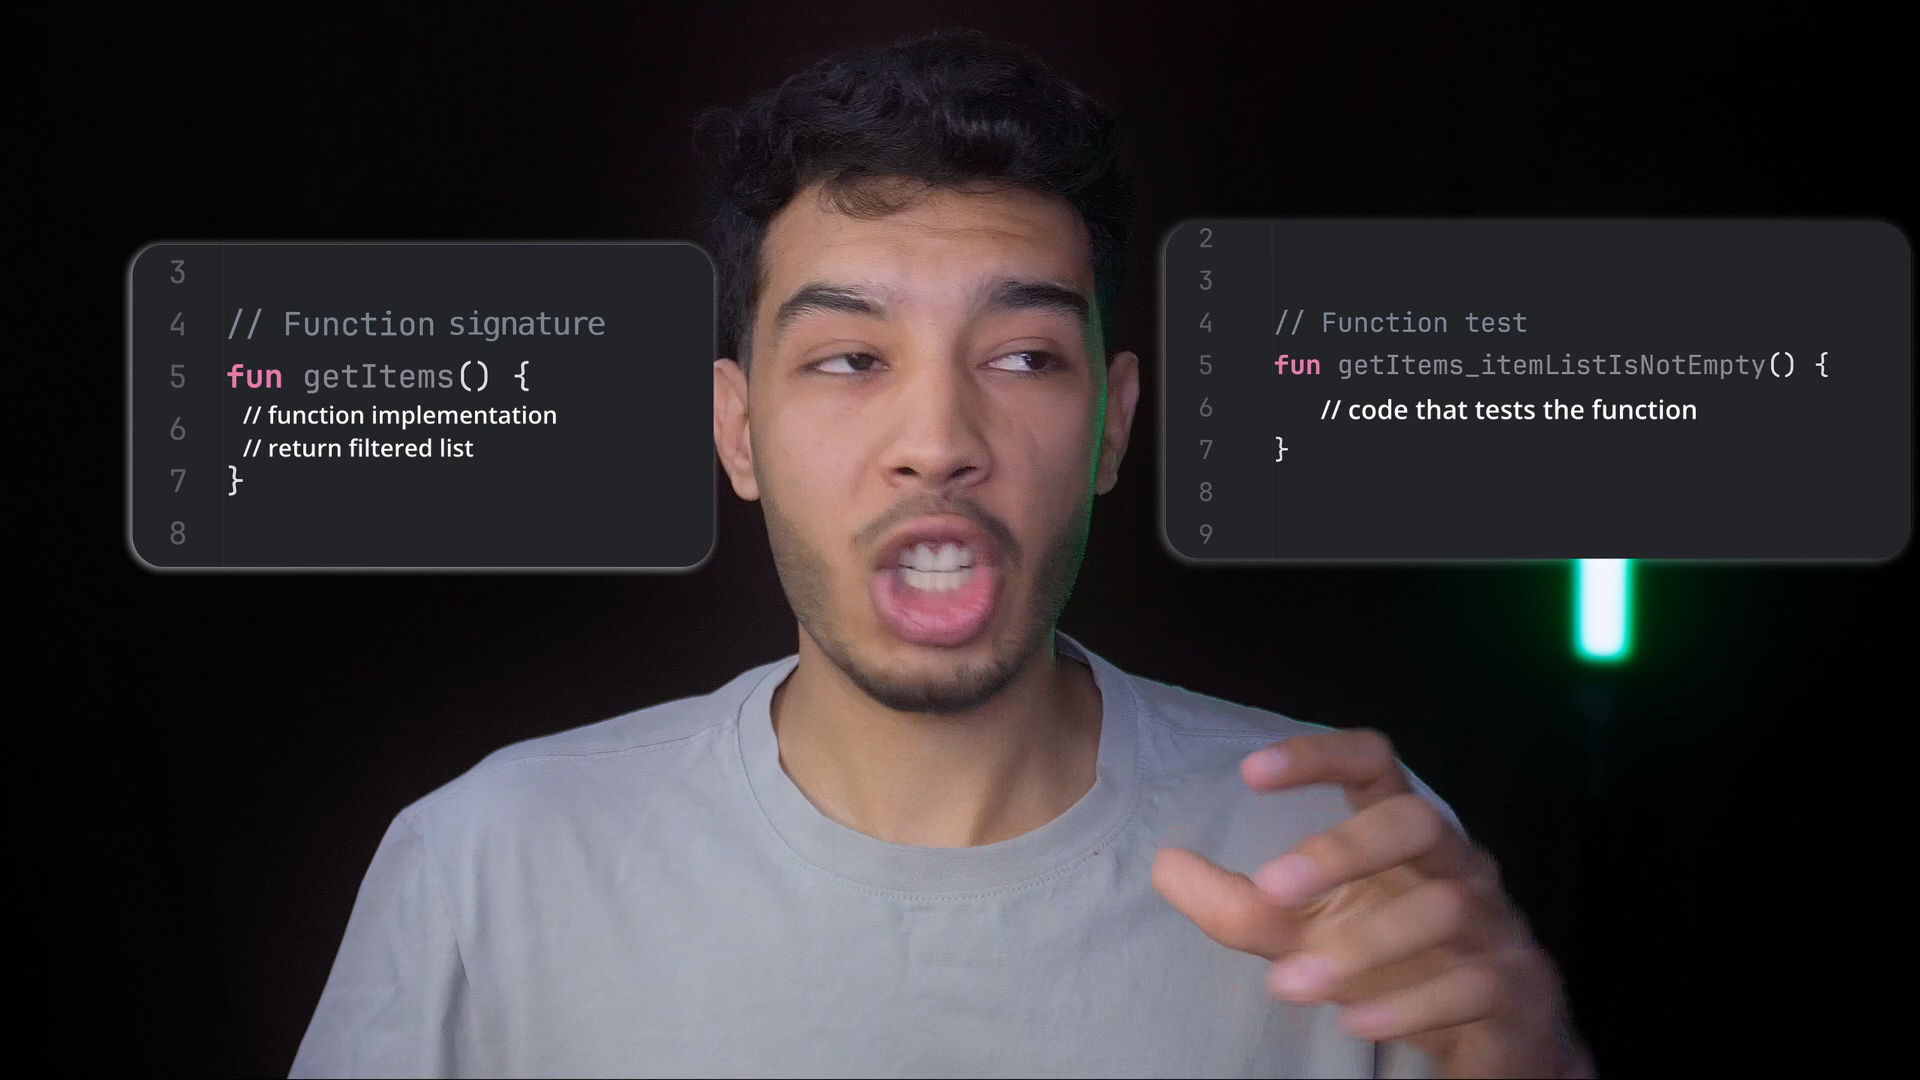 3
4 // Function signature
5 fun getItems() {
6 // function implementation
// return filtered list
7 }
8
2
3
4 // Function test
5 fun getItems_itemListIsNotEmpty() {
6 // code that tests the function
7 }
8
9